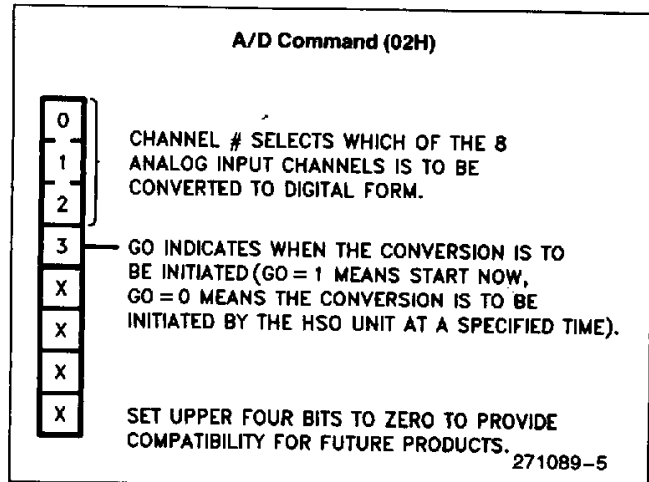 A/D Command (02H)
0
1
2
3
X
X
X
X
CHANNEL # SELECTS WHICH OF THE 8
ANALOG INPUT CHANNELS IS TO BE
CONVERTED TO DIGITAL FORM.
GO INDICATES WHEN THE CONVERSION IS TO
BE INITIATED (GO = 1 MEANS START NOW,
GO = 0 MEANS THE CONVERSION IS TO BE
INITIATED BY THE HSO UNIT AT A SPECIFIED TIME).
SET UPPER FOUR BITS TO ZERO TO PROVIDE
COMPATIBILITY FOR FUTURE PRODUCTS.
271089-5